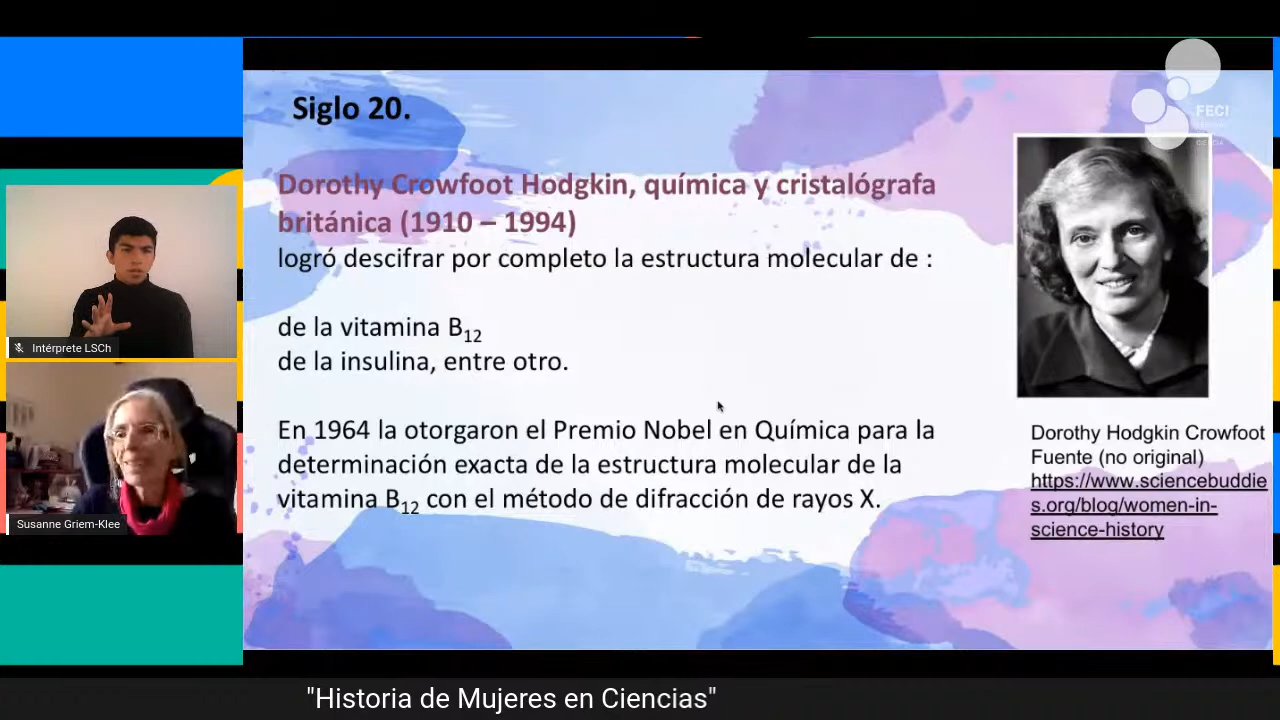 Siglo 20.
FECI
CIENCIA
Dorothy Crowfoot Hodgkin, química y cristalógrafa
británica (1910 – 1994)
logró descifrar por completo la estructura molecular de :
de la vitamina B12
de la insulina, entre otro.
En 1964 la otorgaron el Premio Nobel en Química para la
determinación exacta de la estructura molecular de la
vitamina B12 con el método de difracción de rayos X.
Dorothy Hodgkin Crowfoot
Fuente (no original)
https://www.sciencebuddie
s.org/blog/women-in-
science-history
Intérprete LSCh
Susanne Griem-Klee
"Historia de Mujeres en Ciencias"